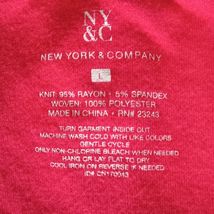 NY
&C
NEW YORK & COMPANY
L
KNIT: 95% RAYON • 5% SPANDEX
WOVEN: 100% POLYESTER
MADE IN CHINA • RN# 23243
TURN GARMENT INSIDE OUT
MACHINE WASH COLD WITH LIKE COLORS
GENTLE CYCLE
ONLY NON-CHLORINE BLEACH WHEN NEEDED
HANG OR LAY FLAT TO DRY
COOL IRON ON REVERSE IF NEEDED
ID# CN170043